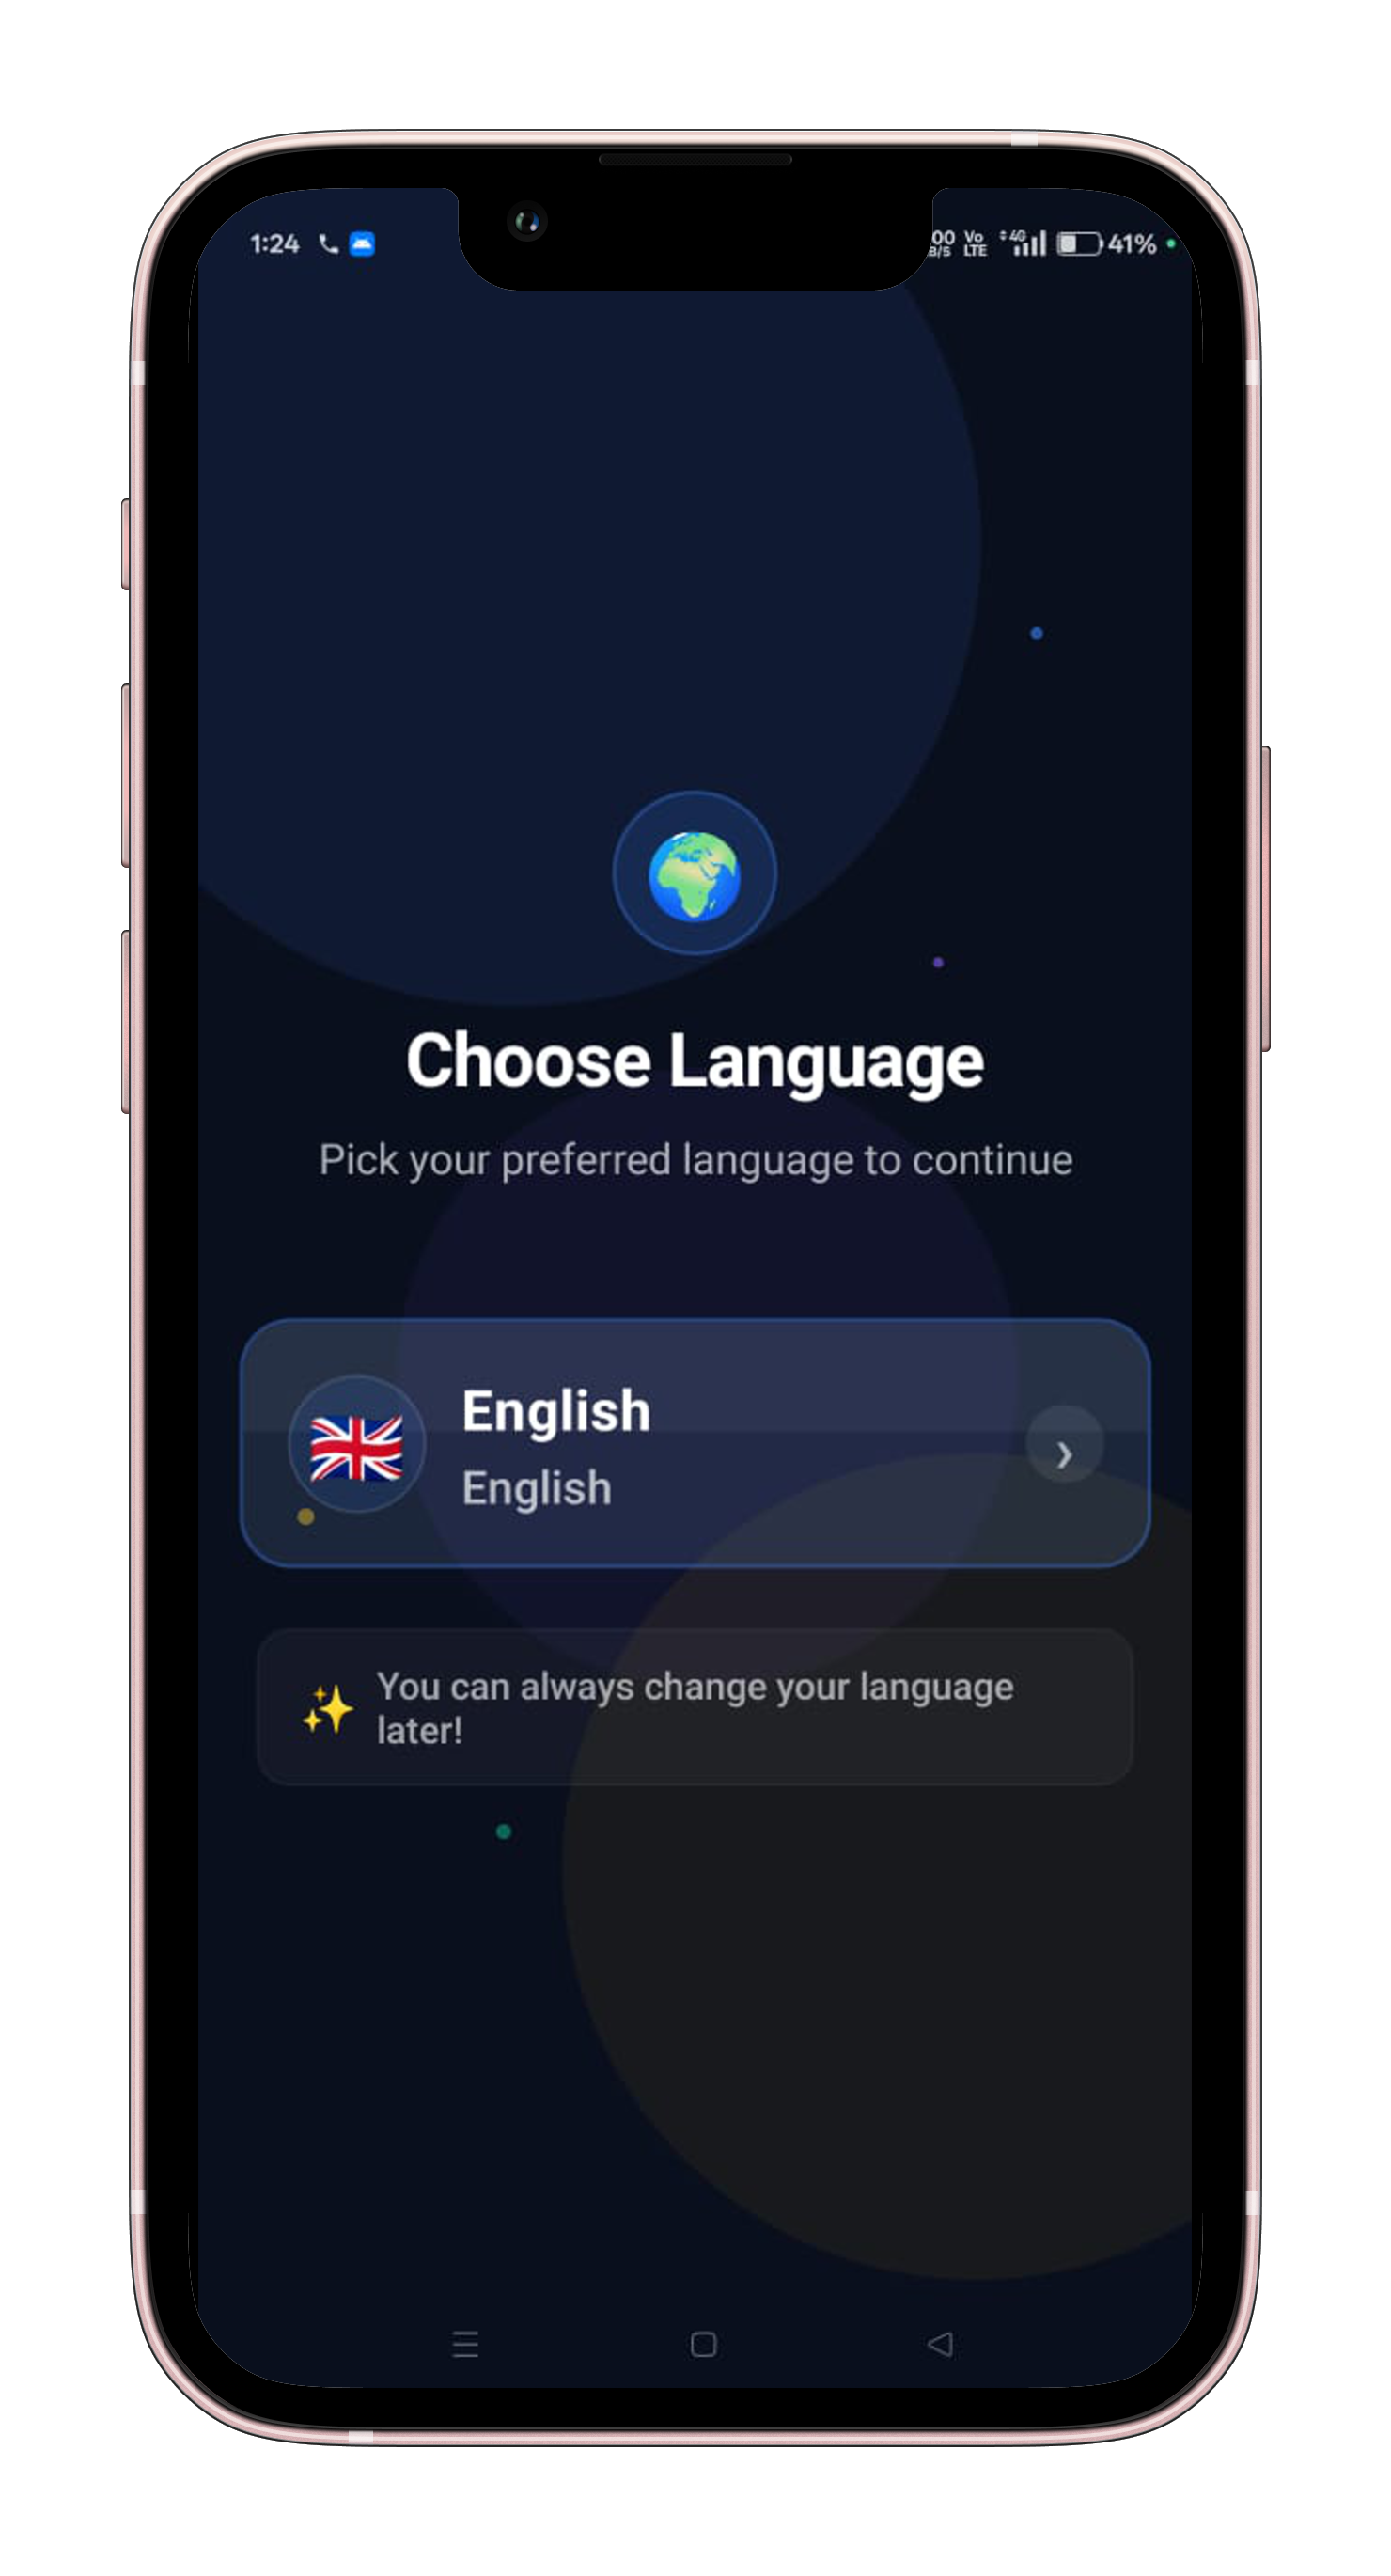 1:24 00 Vo 4G 41%
B/S LTE
Choose Language
Pick your preferred language to continue
English
English
You can always change your language
later!